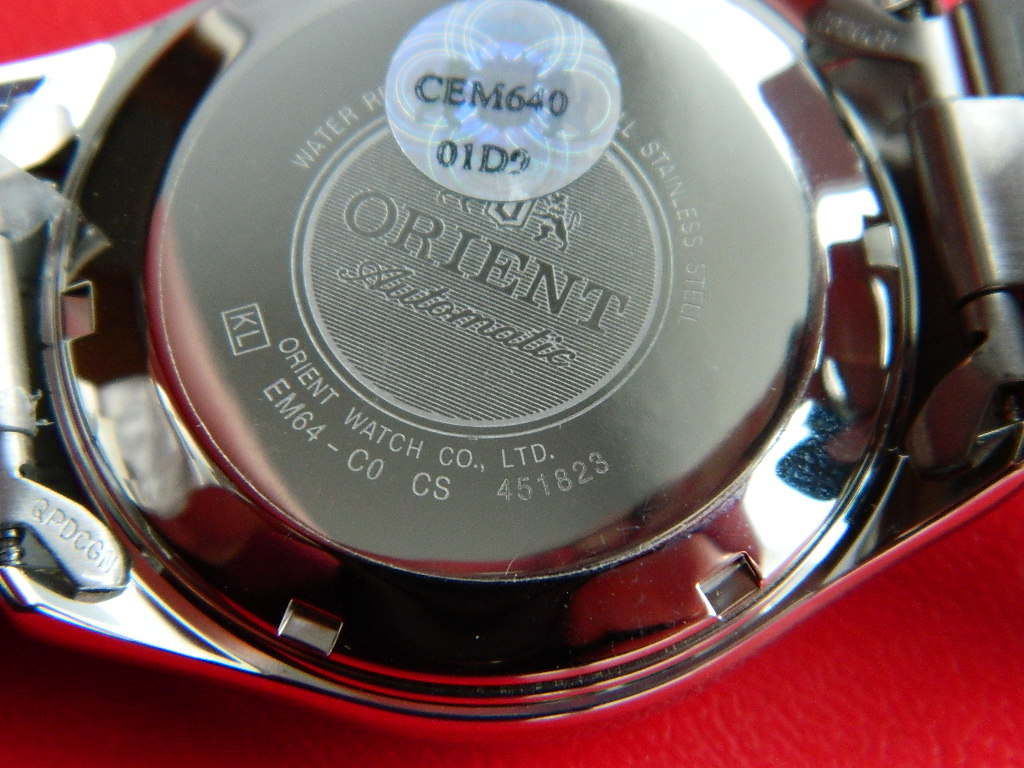 CEM640
01D9
WATER
STAINLESS STEEL
ORIENT
Automatic
KL
ORIENT WATCH CO., LTD.
EM64-C0 CS 451823
QPDCGN